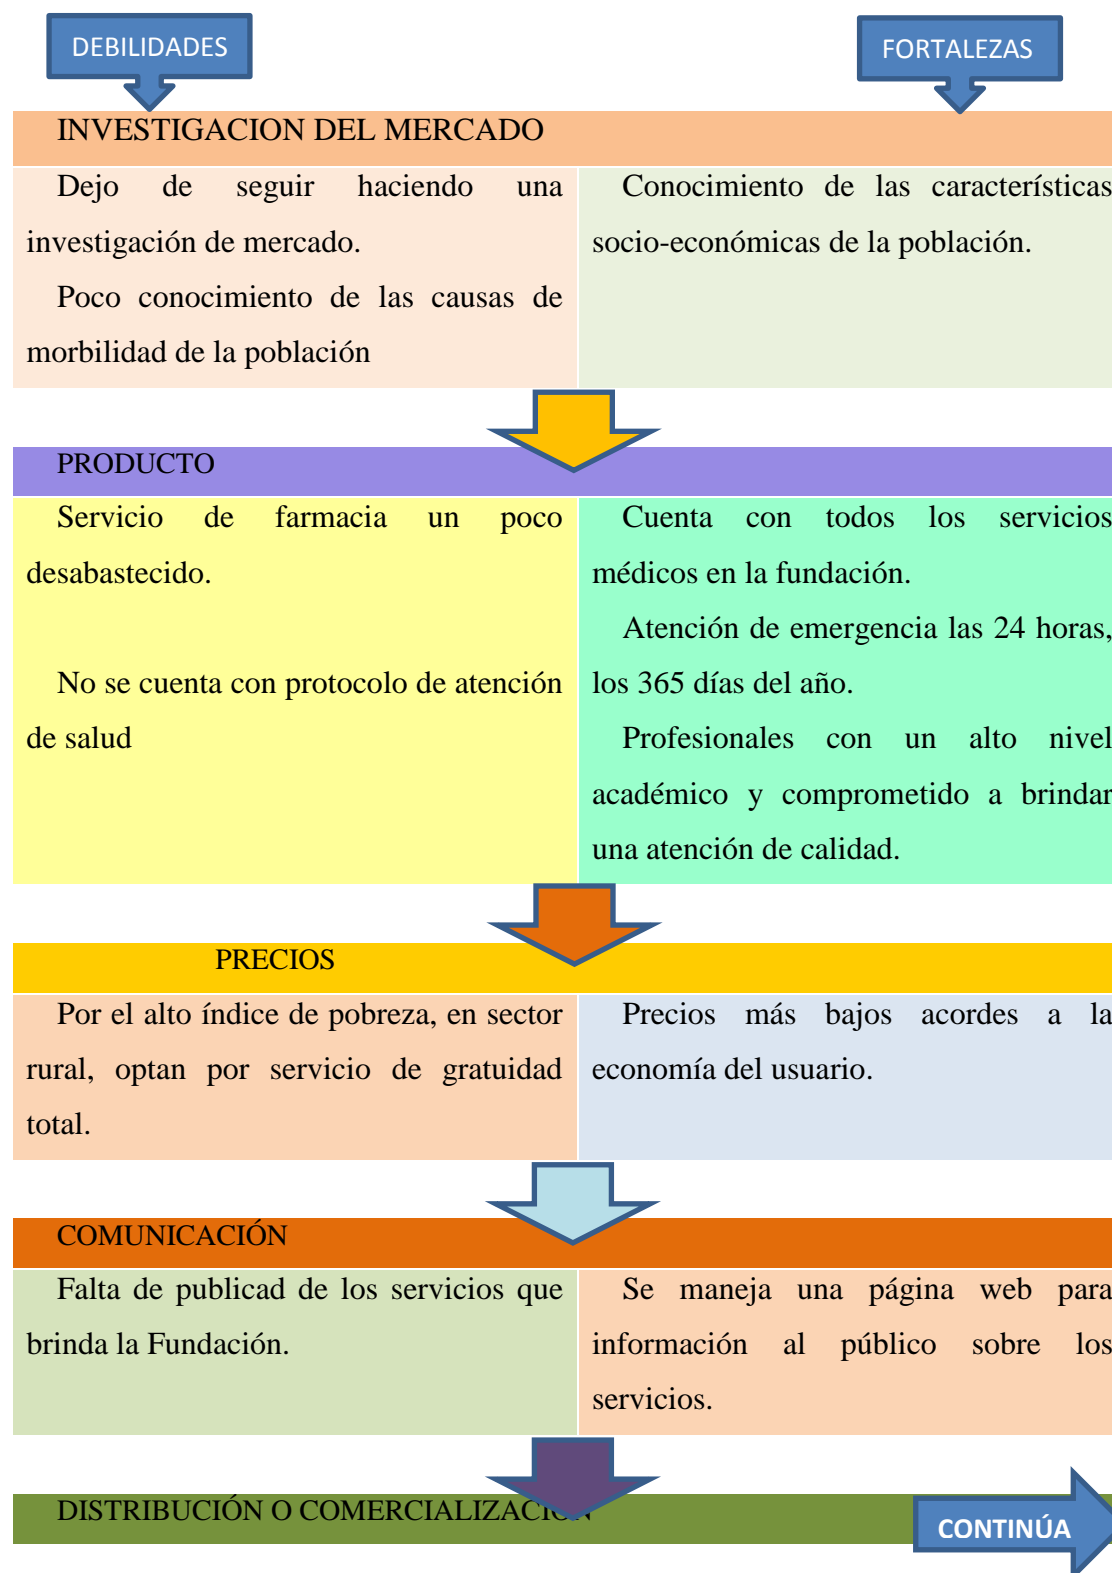 DEBILIDADES
FORTALEZAS
INVESTIGACION DEL MERCADO
Dejo de seguir haciendo una
investigación de mercado.
Poco conocimiento de las causas de
morbilidad de la población
Conocimiento de las características
socio-económicas de la población.
PRODUCTO
Servicio de farmacia un poco
desabastecido.
No se cuenta con protocolo de atención
de salud
Cuenta con todos los servicios
médicos en la fundación.
Atención de emergencia las 24 horas,
los 365 días del año.
Profesionales con un alto nivel
académico y comprometido a brindar
una atención de calidad.
PRECIOS
Por el alto índice de pobreza, en sector
rural, optan por servicio de gratuidad
total.
Precios más bajos acordes a la
economía del usuario.
COMUNICACIÓN
Falta de publicad de los servicios que
brinda la Fundación.
Se maneja una página web para
información al público sobre los
servicios.
DISTRIBUCIÓN O COMERCIALIZACIÓN
CONTINÚA